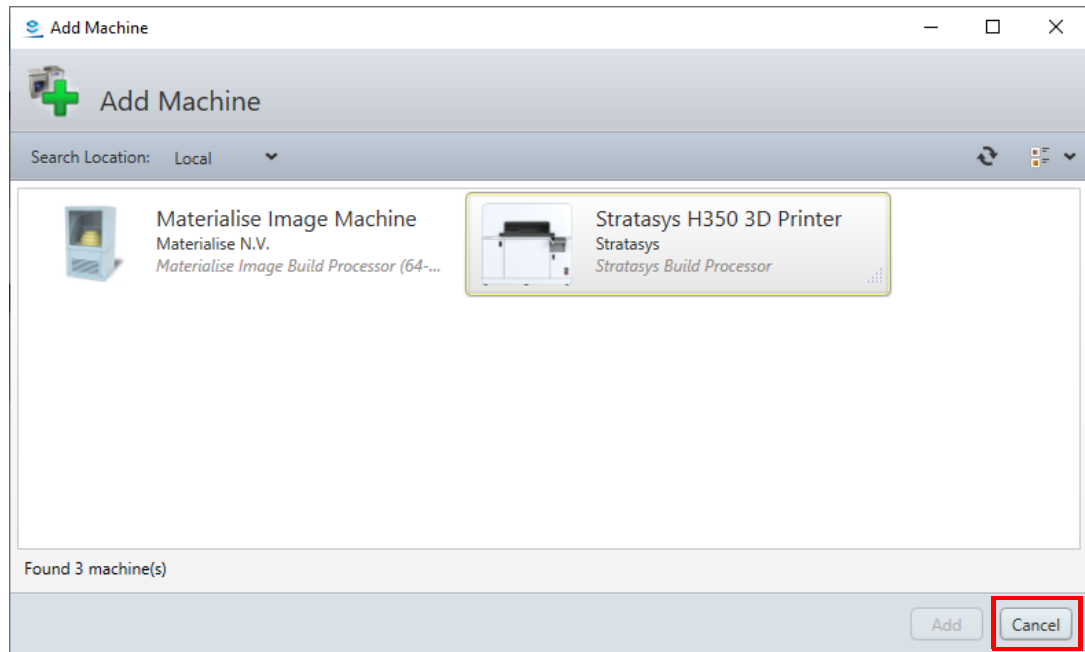 Add Machine
Add Machine
Search Location: Local
Materialise Image Machine
Materialise N.V.
Materialise Image Build Processor (64-...
Stratasys H350 3D Printer
Stratasys
Stratasys Build Processor
Found 3 machine(s)
Add
Cancel